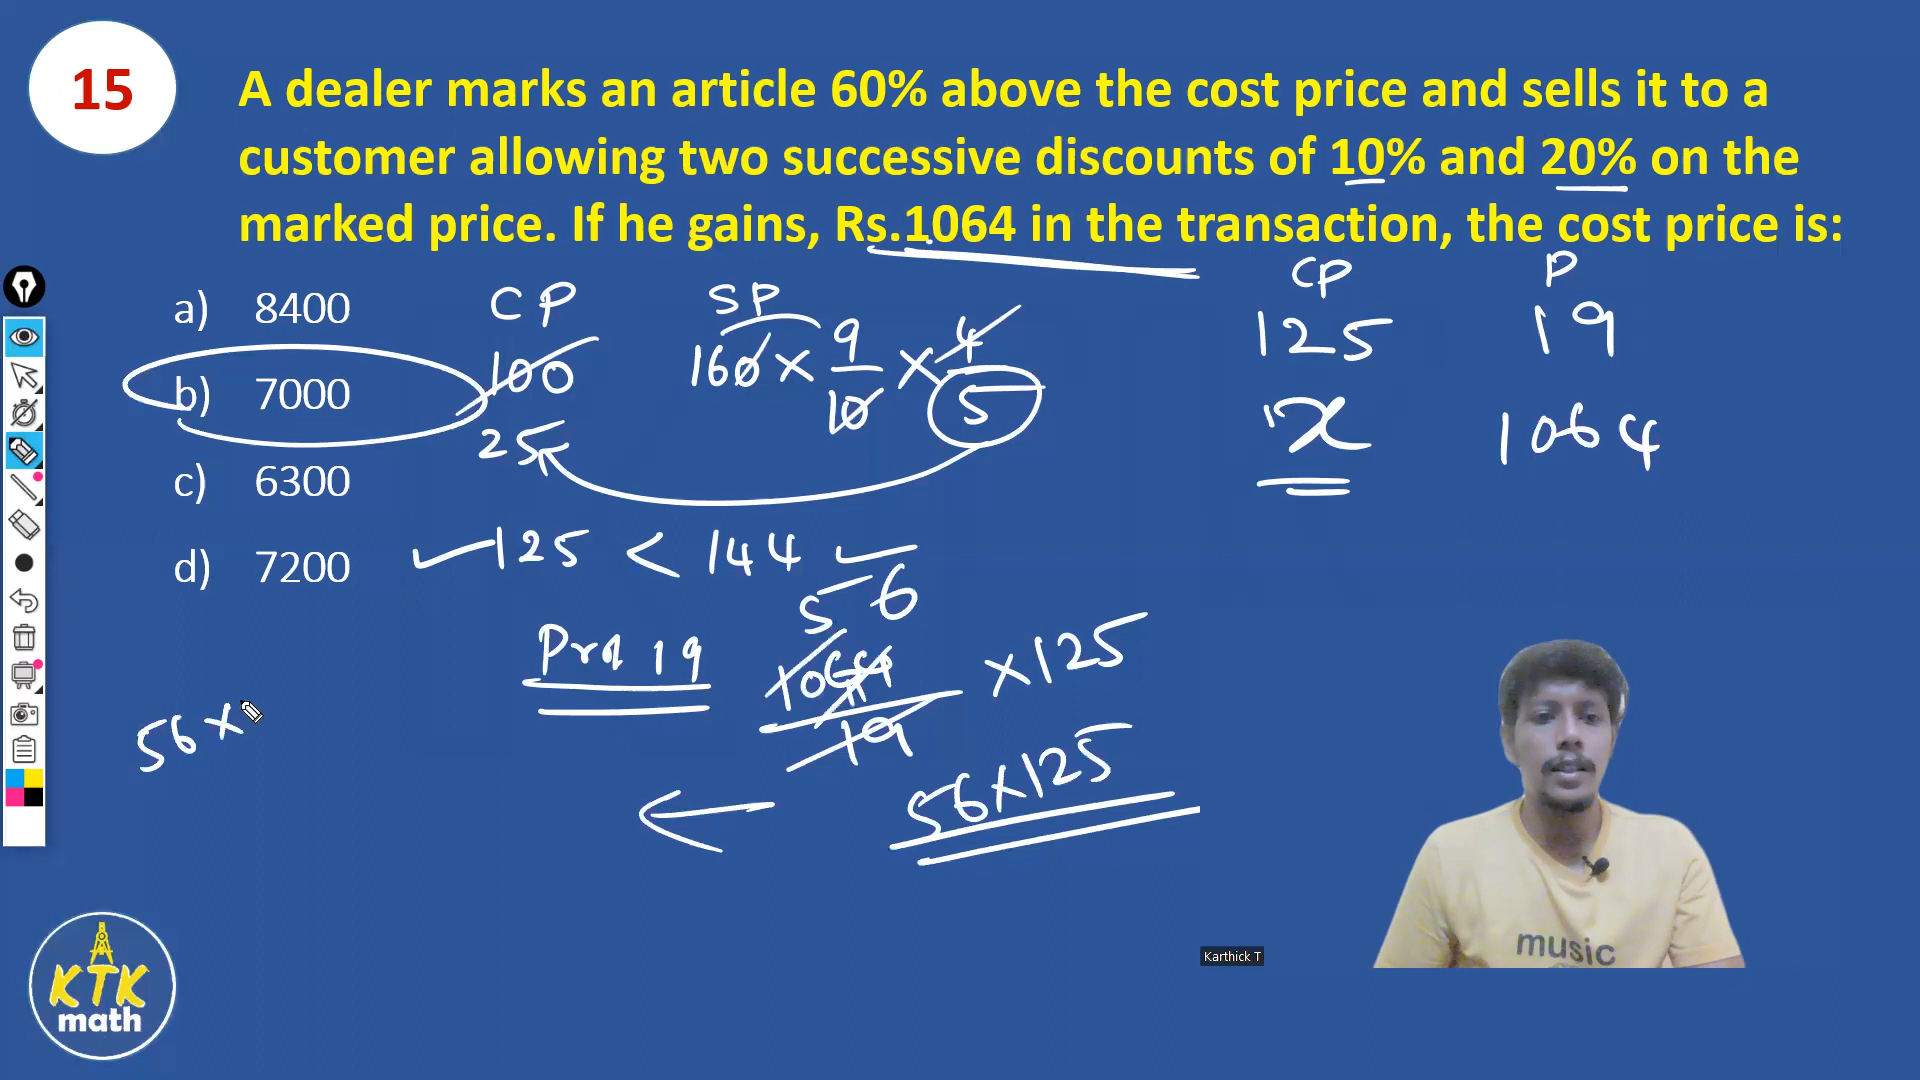 15
A dealer marks an article 60% above the cost price and sells it to a
customer allowing two successive discounts of 10% and 20% on the
marked price. If he gains, Rs.1064 in the transaction, the cost price is:
a) 8400
b) 7000
c) 6300
d) 7200
CP SP
100 160 × 9/10 × 4/5
25
125 < 144
CP P
125 19
x 1064
56
19
1064/19 × 125
56 × 125
56 ×
music
Karthick T
KTK
math